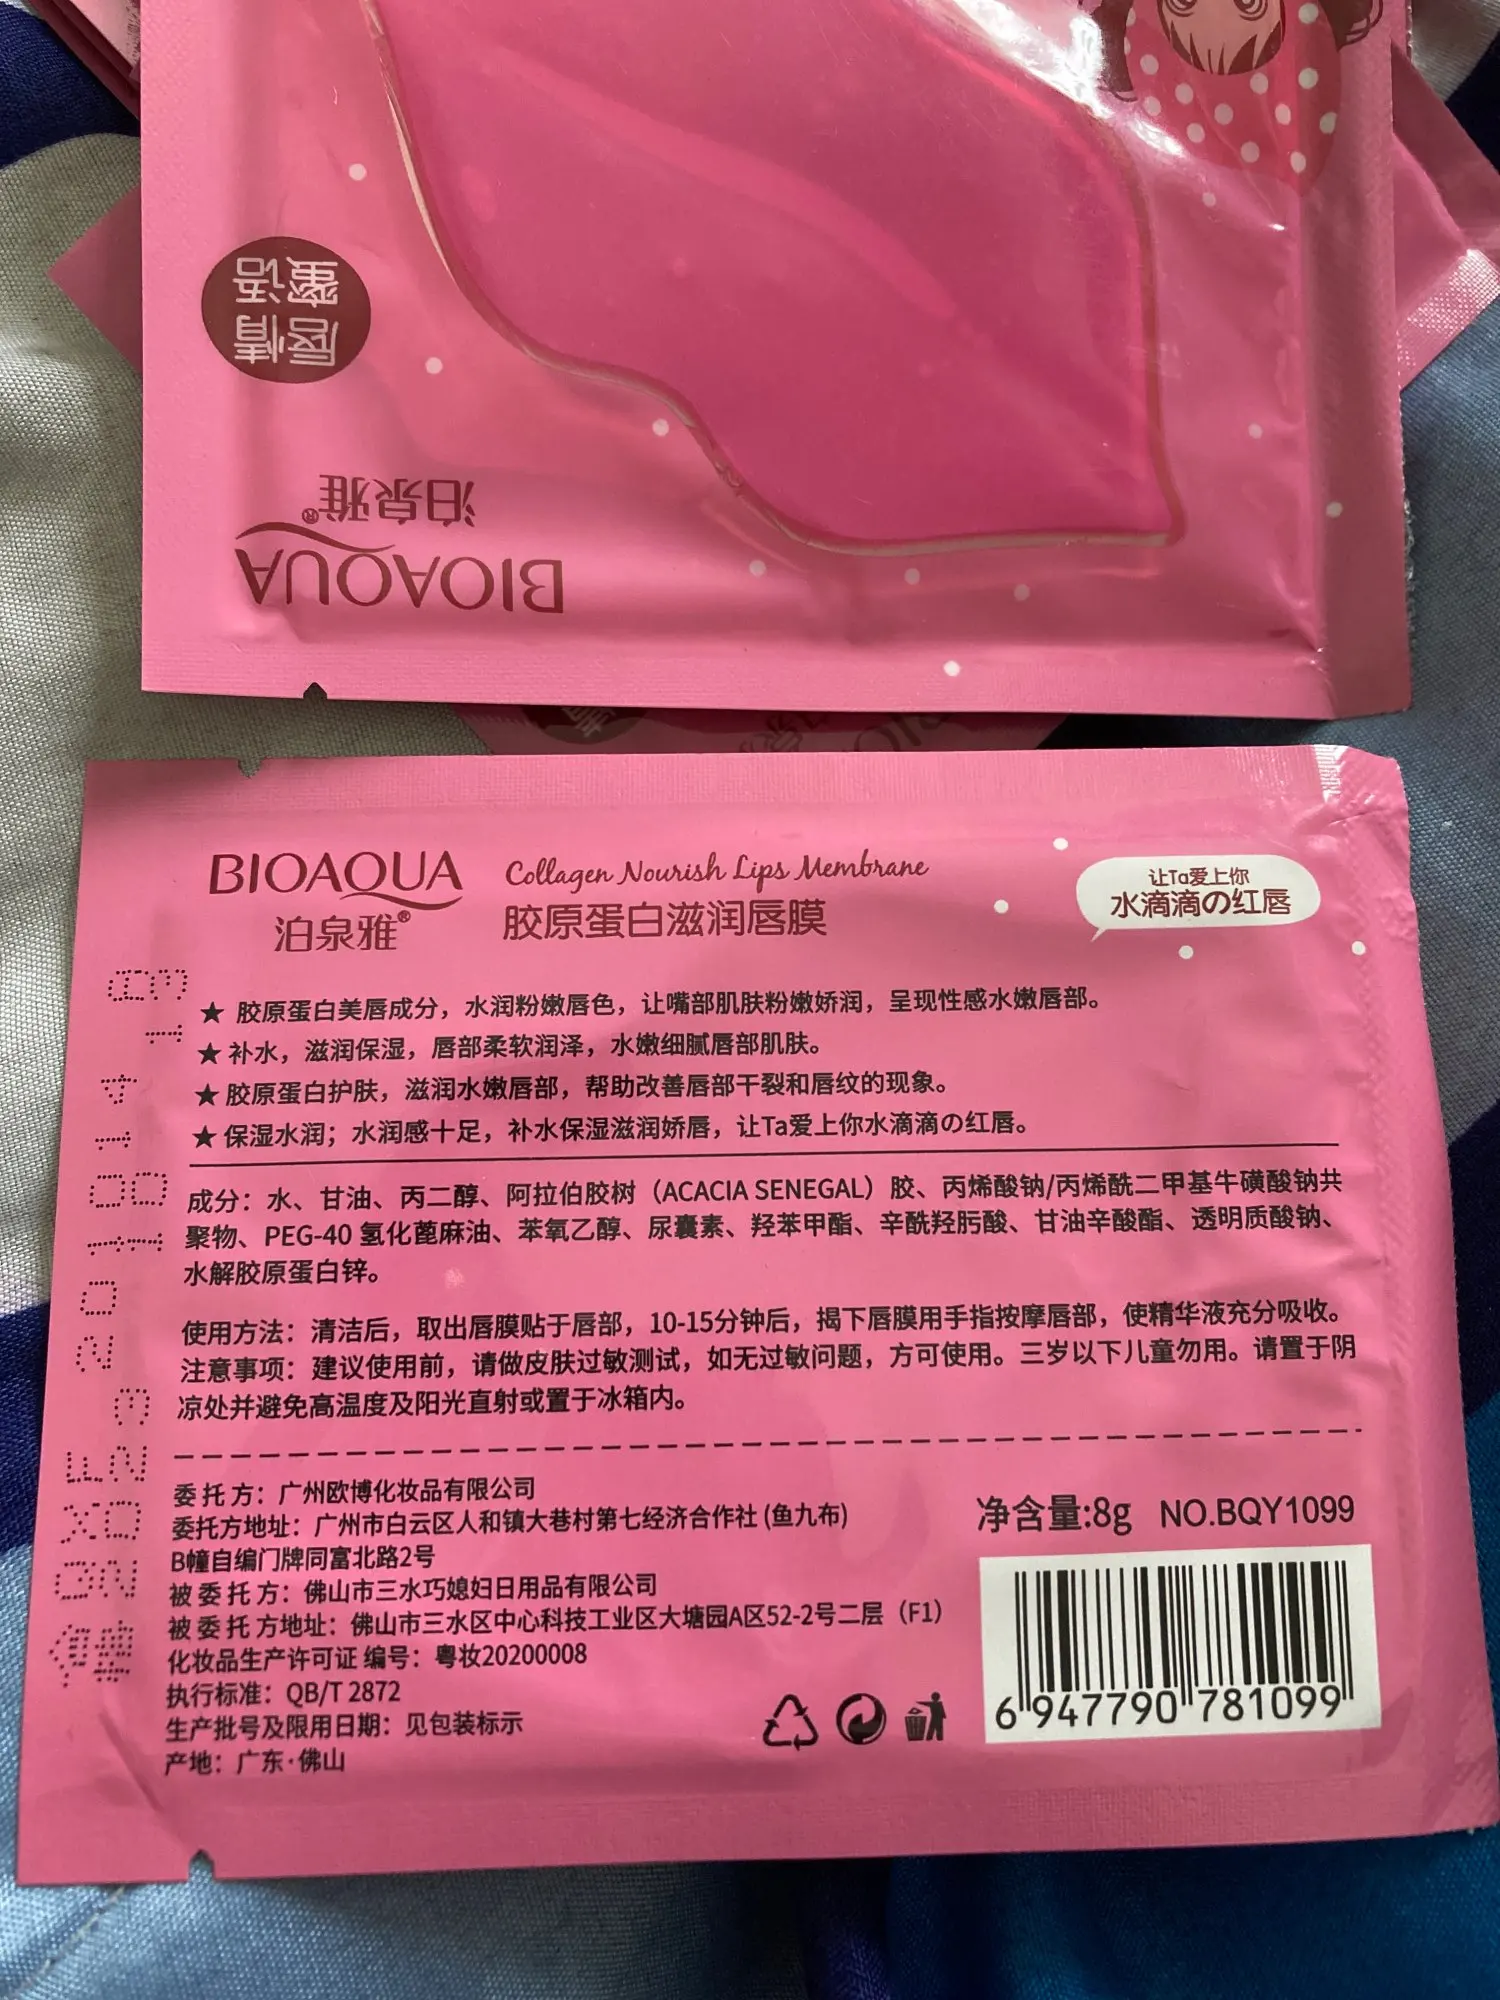 唇情
蜜语
泊泉雅®
BIOAQUA
BIOAQUA
泊泉雅®
Collagen Nourish Lips Membrane
胶原蛋白滋润唇膜
让Ta爱上你
水滴滴の红唇
★ 胶原蛋白美唇成分，水润粉嫩唇色，让嘴部肌肤粉嫩娇润，呈现性感水嫩唇部。
★ 补水，滋润保湿，唇部柔软润泽，水嫩细腻唇部肌肤。
★ 胶原蛋白护肤，滋润水嫩唇部，帮助改善唇部干裂和唇纹的现象。
★ 保湿水润；水润感十足，补水保湿滋润娇唇，让Ta爱上你水滴滴の红唇。
成分：水、甘油、丙二醇、阿拉伯胶树（ACACIA SENEGAL）胶、丙烯酸钠/丙烯酰二甲基牛磺酸钠共
聚物、PEG-40 氢化蓖麻油、苯氧乙醇、尿囊素、羟苯甲酯、辛酰羟肟酸、甘油辛酸酯、透明质酸钠、
水解胶原蛋白锌。
使用方法：清洁后，取出唇膜贴于唇部，10-15分钟后，揭下唇膜用手指按摩唇部，使精华液充分吸收。
注意事项：建议使用前，请做皮肤过敏测试，如无过敏问题，方可使用。三岁以下儿童勿用。请置于阴
凉处并避免高温度及阳光直射或置于冰箱内。
委托方：广州欧博化妆品有限公司
委托方地址：广州市白云区人和镇大巷村第七经济合作社 (鱼九布)
B幢自编门牌同富北路2号
被委托方：佛山市三水巧媳妇日用品有限公司
被委托方地址：佛山市三水区中心科技工业区大塘园A区52-2号二层（F1）
化妆品生产许可证 编号：粤妆20200008
执行标准：QB/T 2872
生产批号及限用日期：见包装标示
产地：广东·佛山
净含量:8g NO.BQY1099
6 947790 781099